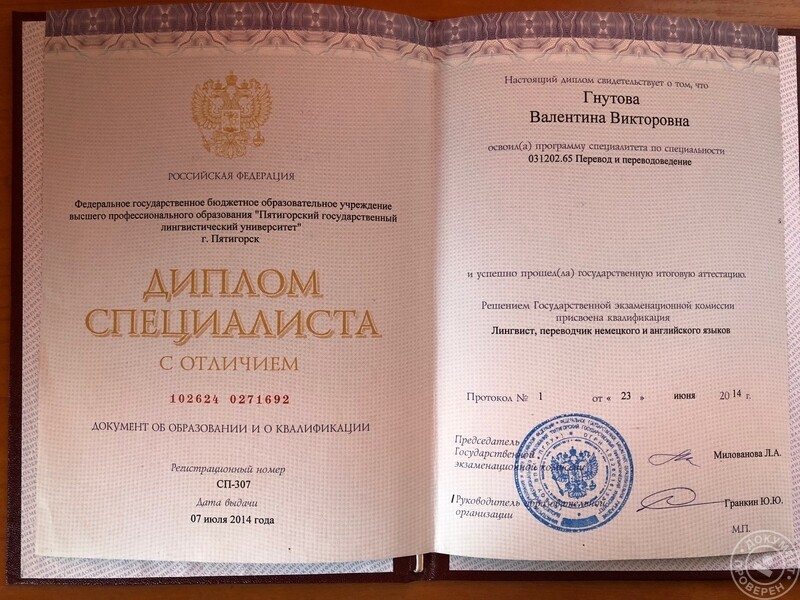 РОССИЙСКАЯ ФЕДЕРАЦИЯ
Федеральное государственное бюджетное образовательное учреждение
высшего профессионального образования "Пятигорский государственный
лингвистический университет"
г. Пятигорск
ДИПЛОМ
СПЕЦИАЛИСТА
С ОТЛИЧИЕМ
102624 0271692
ДОКУМЕНТ ОБ ОБРАЗОВАНИИ И О КВАЛИФИКАЦИИ
Регистрационный номер
СП-307
Дата выдачи
07 июля 2014 года
Настоящий диплом свидетельствует о том, что
Гнутова
Валентина Викторовна
освоил(а) программу специалитета по специальности
031202.65 Перевод и переводоведение
и успешно прошел(ла) государственную итоговую аттестацию.
Решением Государственной экзаменационной комиссии
присвоена квалификация
Лингвист, переводчик немецкого и английского языков
Протокол № 1 от « 23 » июня 2014 г.
Председатель
Государственной
экзаменационной комиссии Милованова Л.А.
Руководитель образовательной
организации Гранкин Ю.Ю.
М.П.
ДОКУМЕНТ
ПРОВЕРЕН